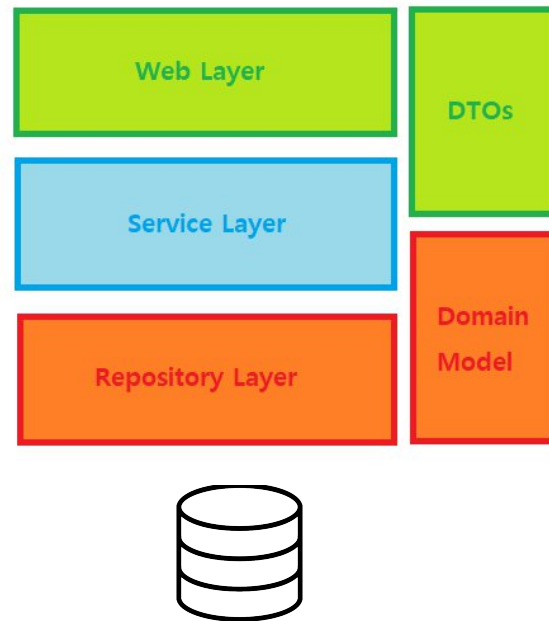 Web Layer
DTOs
Service Layer
Domain
Model
Repository Layer